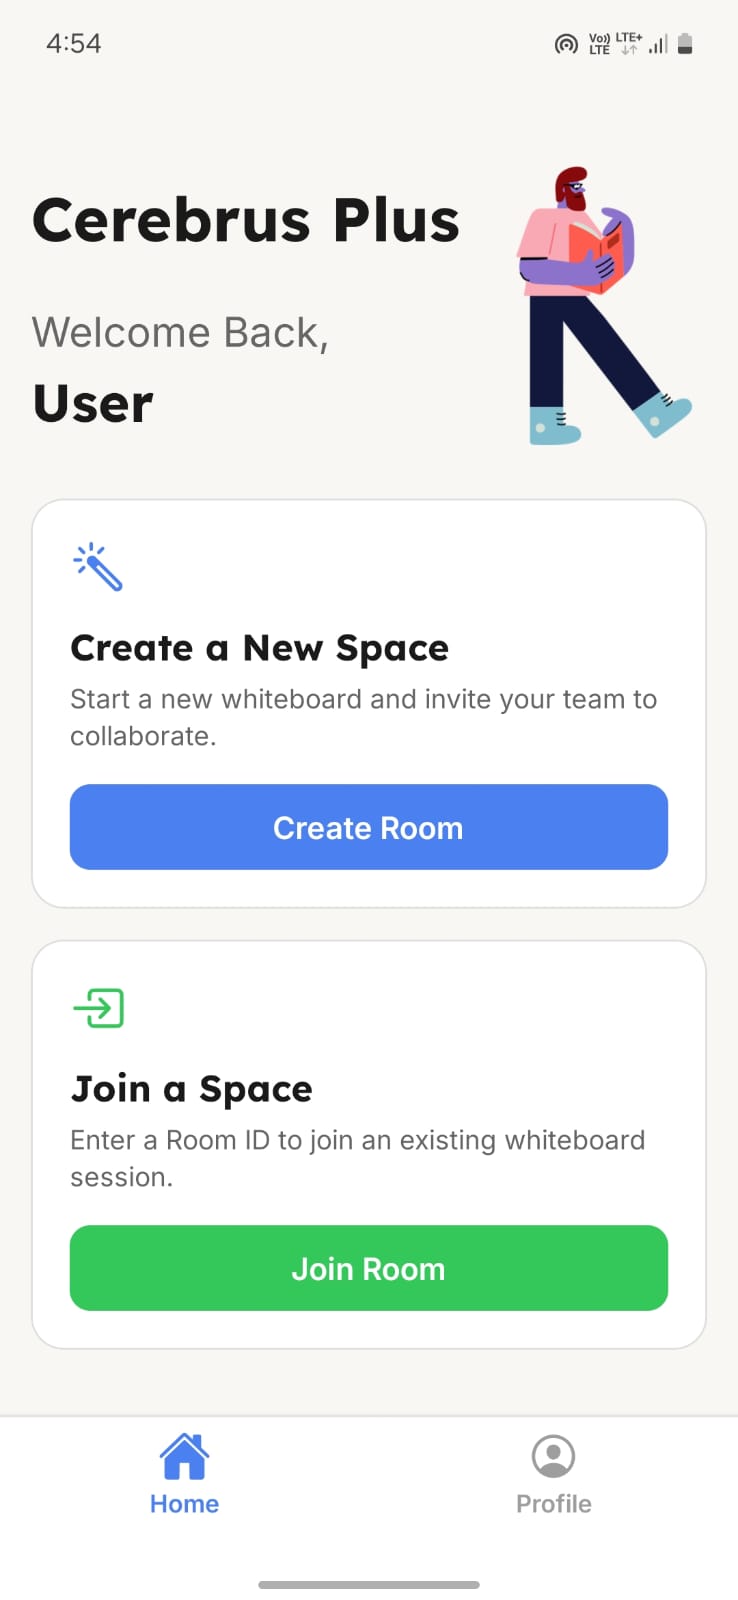 4:54
Vo)) LTE+
LTE
Cerebrus Plus
Welcome Back,
User
Create a New Space
Start a new whiteboard and invite your team to
collaborate.
Create Room
Join a Space
Enter a Room ID to join an existing whiteboard
session.
Join Room
Home
Profile